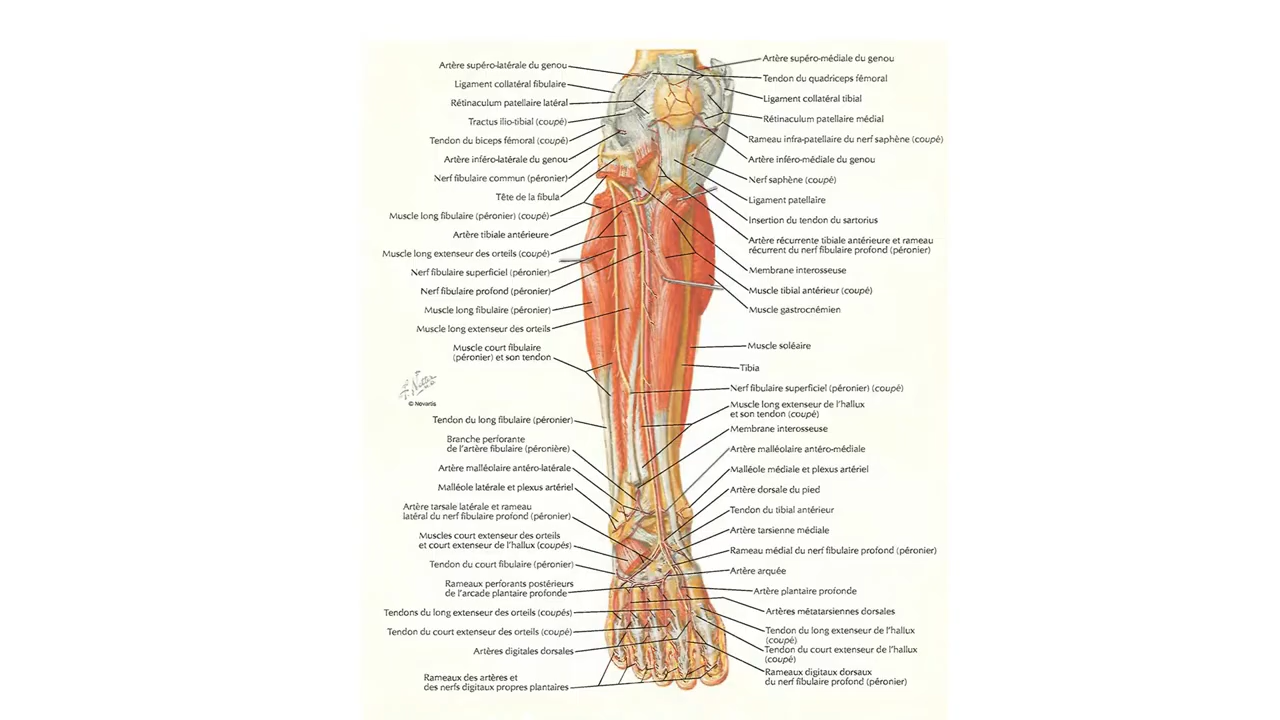 Artère supéro-latérale du genou
Ligament collatéral fibulaire
Rétinaculum patellaire latéral
Tractus ilio-tibial (coupé)
Tendon du biceps fémoral (coupé)
Artère inféro-latérale du genou
Nerf fibulaire commun (péronier)
Tête de la fibula
Muscle long fibulaire (péronier) (coupé)
Artère tibiale antérieure
Muscle long extenseur des orteils (coupé)
Nerf fibulaire superficiel (péronier)
Nerf fibulaire profond (péronier)
Muscle long fibulaire (péronier)
Muscle long extenseur des orteils
Muscle court fibulaire
(péronier) et son tendon
F. Netter
© Novartis
Tendon du long fibulaire (péronier)
Branche perforante
de l'artère fibulaire (péronière)
Artère malléolaire antéro-latérale
Malléole latérale et plexus artériel
Artère tarsale latérale et rameau
latéral du nerf fibulaire profond (péronier)
Muscles court extenseur des orteils
et court extenseur de l'hallux (coupés)
Tendon du court fibulaire (péronier)
Rameaux perforants postérieurs
de l'arcade plantaire profonde
Tendons du long extenseur des orteils (coupés)
Tendon du court extenseur des orteils (coupé)
Artères digitales dorsales
Rameaux des artères et
des nerfs digitaux propres plantaires
Artère supéro-médiale du genou
Tendon du quadriceps fémoral
Ligament collatéral tibial
Rétinaculum patellaire médial
Rameau infra-patellaire du nerf saphène (coupé)
Artère inféro-médiale du genou
Nerf saphène (coupé)
Ligament patellaire
Insertion du tendon du sartorius
Artère récurrente tibiale antérieure et rameau
récurrent du nerf fibulaire profond (péronier)
Membrane interosseuse
Muscle tibial antérieur (coupé)
Muscle gastrocnémien
Muscle soléaire
Tibia
Nerf fibulaire superficiel (péronier) (coupé)
Muscle long extenseur de l'hallux
et son tendon (coupé)
Membrane interosseuse
Artère malléolaire antéro-médiale
Malléole médiale et plexus artériel
Artère dorsale du pied
Tendon du tibial antérieur
Artère tarsienne médiale
Rameau médial du nerf fibulaire profond (péronier)
Artère arquée
Artère plantaire profonde
Artères métatarsiennes dorsales
Tendon du long extenseur de l'hallux
(coupé)
Tendon du court extenseur de l'hallux
(coupé)
Rameaux digitaux dorsaux
du nerf fibulaire profond (péronier)